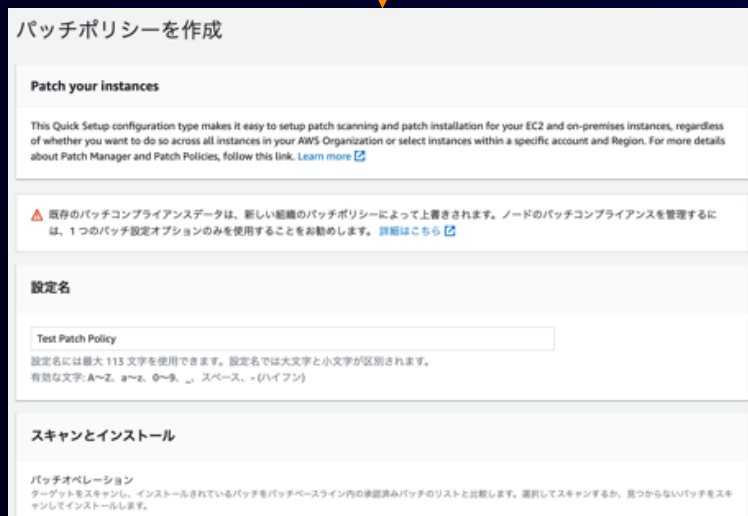 パッチポリシーを作成
Patch your instances
This Quick Setup configuration type makes it easy to setup patch scanning and patch installation for your EC2 and on-premises instances, regardless
of whether you want to do so across all instances in your AWS Organization or select instances within a specific account and Region. For more details
about Patch Manager and Patch Policies, follow this link. Learn more
既存のパッチコンプライアンスデータは、新しい組織のパッチポリシーによって上書きされます。ノードのパッチコンプライアンスを管理するに
は、1 つのパッチ設定オプションのみを使用することをお勧めします。 詳細はこちら
設定名
Test Patch Policy
設定名には最大 113 文字を使用できます。設定名では大文字と小文字が区別されます。
有効な文字: A〜Z、a〜z、0〜9、_、スペース、- (ハイフン)
スキャンとインストール
パッチオペレーション
ターゲットをスキャンし、インストールされているパッチをパッチベースライン内の承認済みパッチのリストと比較します。選択してスキャンするか、見つからないパッチをスキ
ャンしてインストールします。